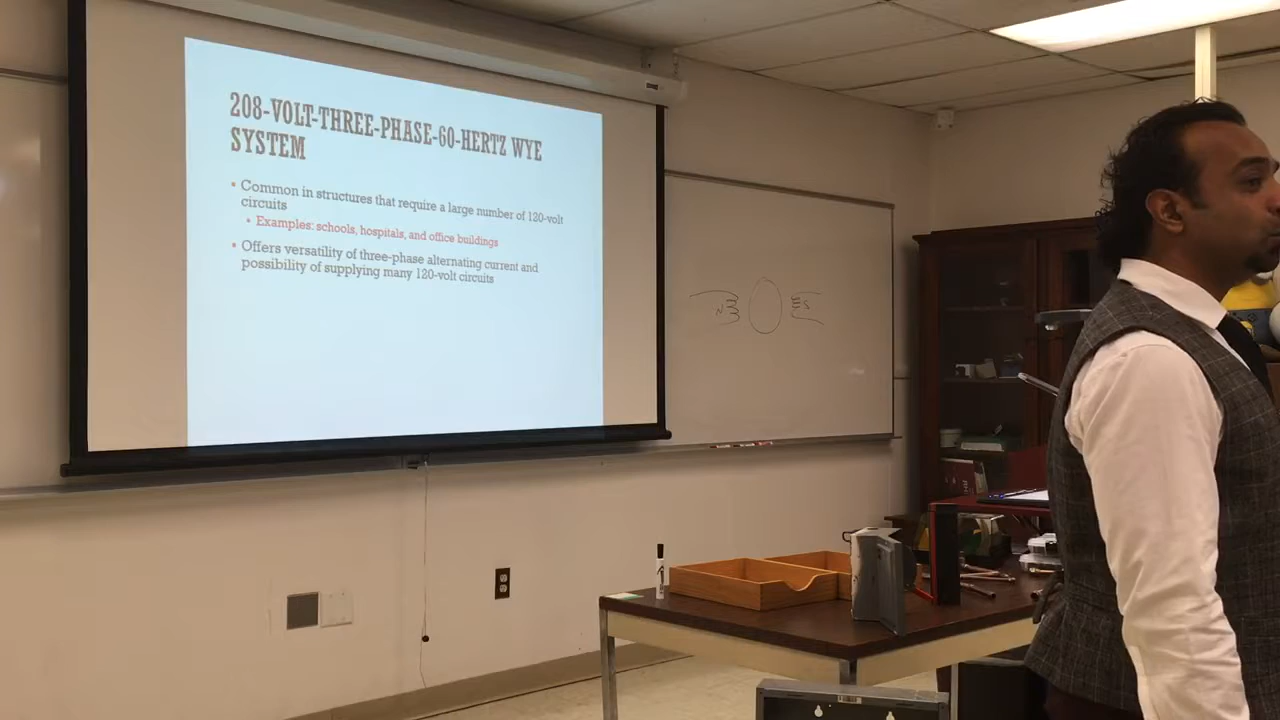 208-VOLT-THREE-PHASE-60-HERTZ WYE
SYSTEM
▪ Common in structures that require a large number of 120-volt
circuits
▪ Examples: schools, hospitals, and office buildings
▪ Offers versatility of three-phase alternating current and
possibility of supplying many 120-volt circuits
N
S